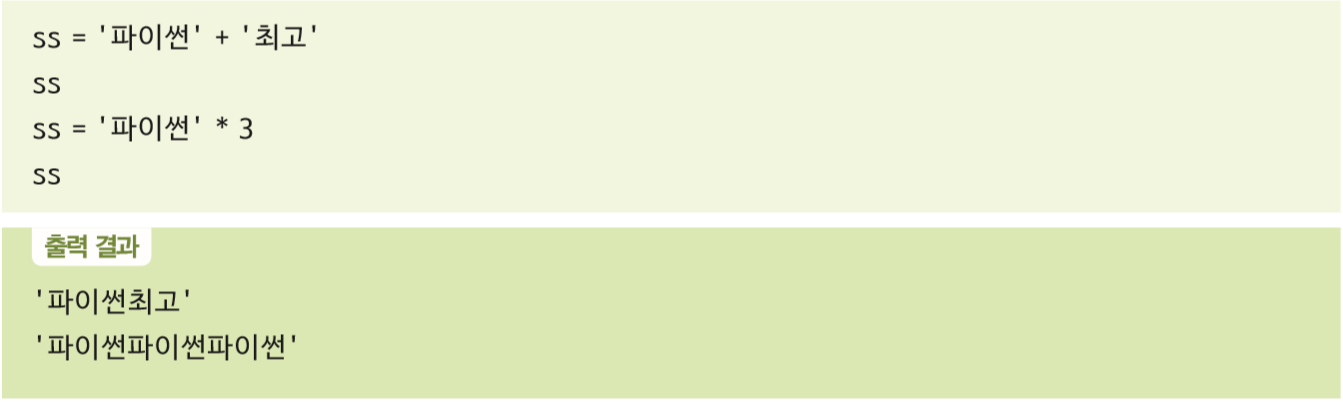 ss = '파이썬' + '최고'
ss
ss = '파이썬' * 3
ss
출력 결과
'파이썬최고'
'파이썬파이썬파이썬'